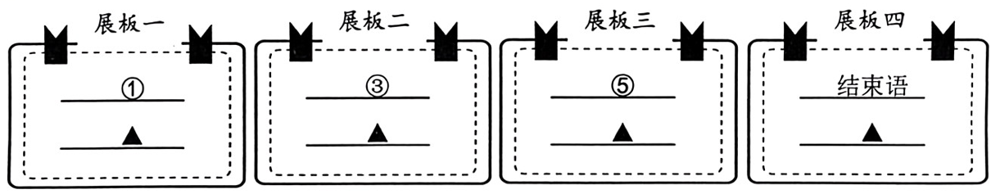 展板一 展板二 展板三 展板四
① ③ ⑤ 结束语
▲ ▲ ▲ ▲